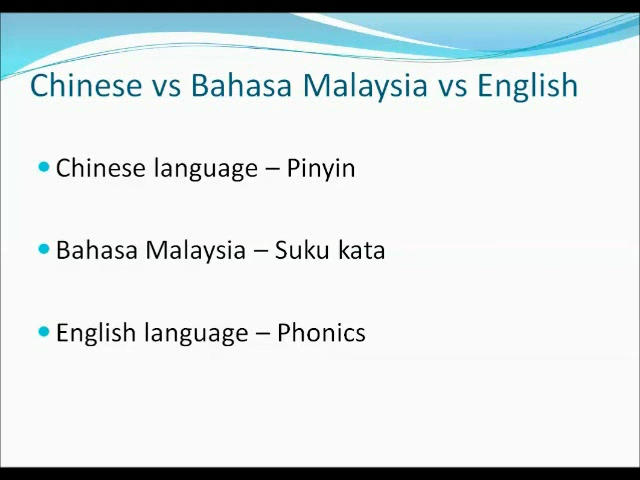 Chinese vs Bahasa Malaysia vs English
• Chinese language – Pinyin
• Bahasa Malaysia – Suku kata
• English language – Phonics